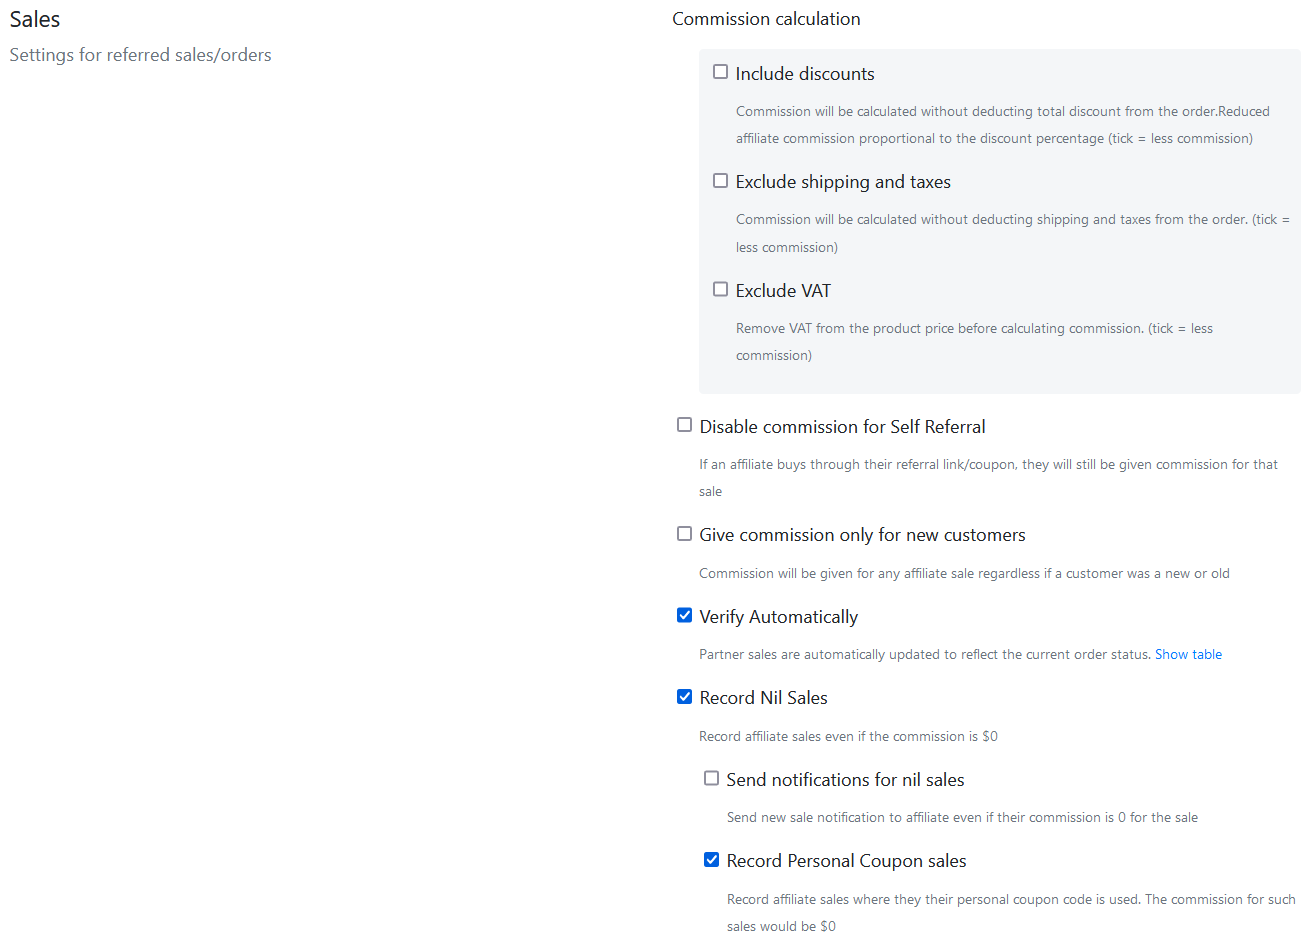 Sales
Settings for referred sales/orders
Commission calculation
Include discounts
Commission will be calculated without deducting total discount from the order.Reduced
affiliate commission proportional to the discount percentage (tick = less commission)
Exclude shipping and taxes
Commission will be calculated without deducting shipping and taxes from the order. (tick =
less commission)
Exclude VAT
Remove VAT from the product price before calculating commission. (tick = less
commission)
Disable commission for Self Referral
If an affiliate buys through their referral link/coupon, they will still be given commission for that
sale
Give commission only for new customers
Commission will be given for any affiliate sale regardless if a customer was a new or old
Verify Automatically
Partner sales are automatically updated to reflect the current order status. Show table
Record Nil Sales
Record affiliate sales even if the commission is $0
Send notifications for nil sales
Send new sale notification to affiliate even if their commission is 0 for the sale
Record Personal Coupon sales
Record affiliate sales where they their personal coupon code is used. The commission for such
sales would be $0